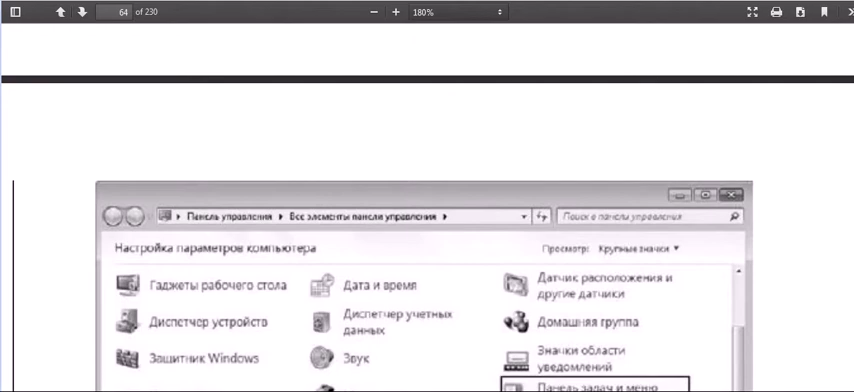 64 of 230 180%
Панель управления Все элементы панели управления Поиск в панели управления
Настройка параметров компьютера Просмотр: Крупные значки
Гаджеты рабочего стола Дата и время Датчик расположения и
другие датчики
Диспетчер устройств Диспетчер учетных
данных Домашняя группа
Защитник Windows Звук Значки области
уведомлений
Панель задач и меню